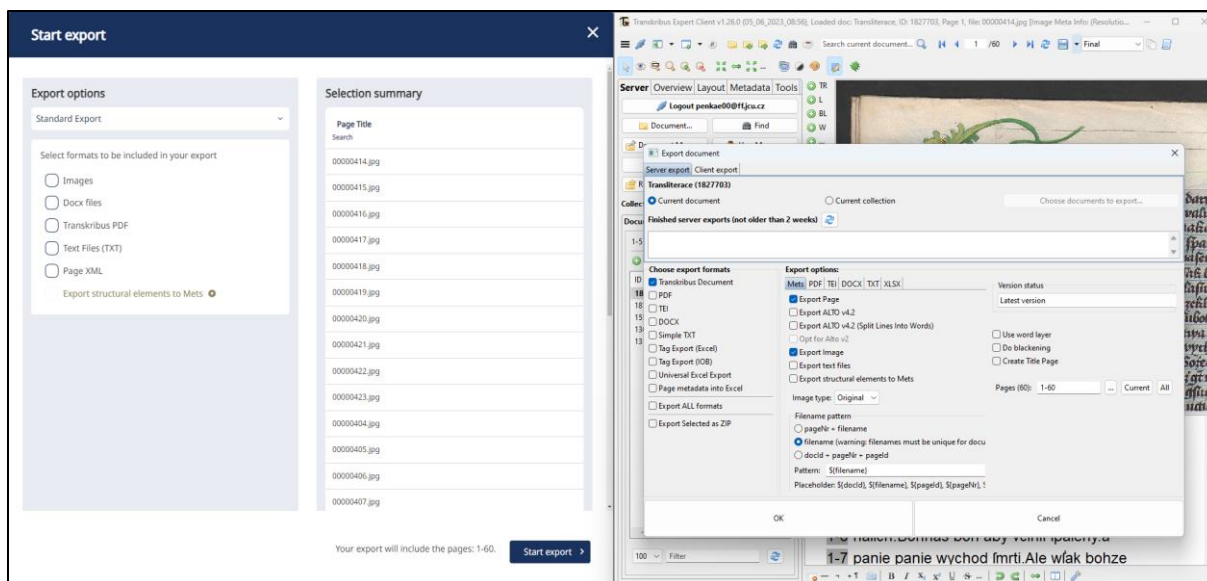 Start export
Export options
Standard Export
Select formats to be included in your export
Images
Docx files
Transkribus PDF
Text Files (TXT)
Page XML
Export structural elements to Mets
Selection summary
Page Title
Search
00000414.jpg
00000415.jpg
00000416.jpg
00000417.jpg
00000418.jpg
00000419.jpg
00000420.jpg
00000421.jpg
00000422.jpg
00000423.jpg
00000404.jpg
00000405.jpg
00000406.jpg
00000407.jpg
Your export will include the pages: 1-60.
Start export
Transkribus Expert Client v1.26.0 (05_06_2023_08:56), Loaded doc: Transliterace, ID: 1827703, Page 1, file: 00000414.jpg [Image Meta Info: (Resolutio...
Search current document... 1 /60 Final
Server Overview Layout Metadata Tools
Logout penkae00@ff.jcu.cz
Document... Find
TR
L
BL
W
Export document
Server export Client export
Transliterace (1827703)
Current document Current collection Choose documents to export...
Finished server exports (not older than 2 weeks)
Choose export formats
Transkribus Document
PDF
TEI
DOCX
Simple TXT
Tag Export (Excel)
Tag Export (IOB)
Universal Excel Export
Page metadata into Excel
Export ALL formats
Export Selected as ZIP
Export options:
Mets PDF TEI DOCX TXT XLSX
Export Page
Export ALTO v4.2
Export ALTO v4.2 (Split Lines Into Words)
Opt for Alto v2
Export Image
Export text files
Export structural elements to Mets
Image type: Original
Filename pattern
pageNr + filename
filename (warning: filenames must be unique for docu
docId + pageNr + pageId
Pattern: ${filename}
Placeholder: ${docId}, ${filename}, ${pageId}, ${pageNr},
Version status
Latest version
Use word layer
Do blackening
Create Title Page
Pages (60): 1-60 ... Current All
OK Cancel
1-7 panie panie wychod ſmrti.Ale wſak bohze
100 Filter
B I U S